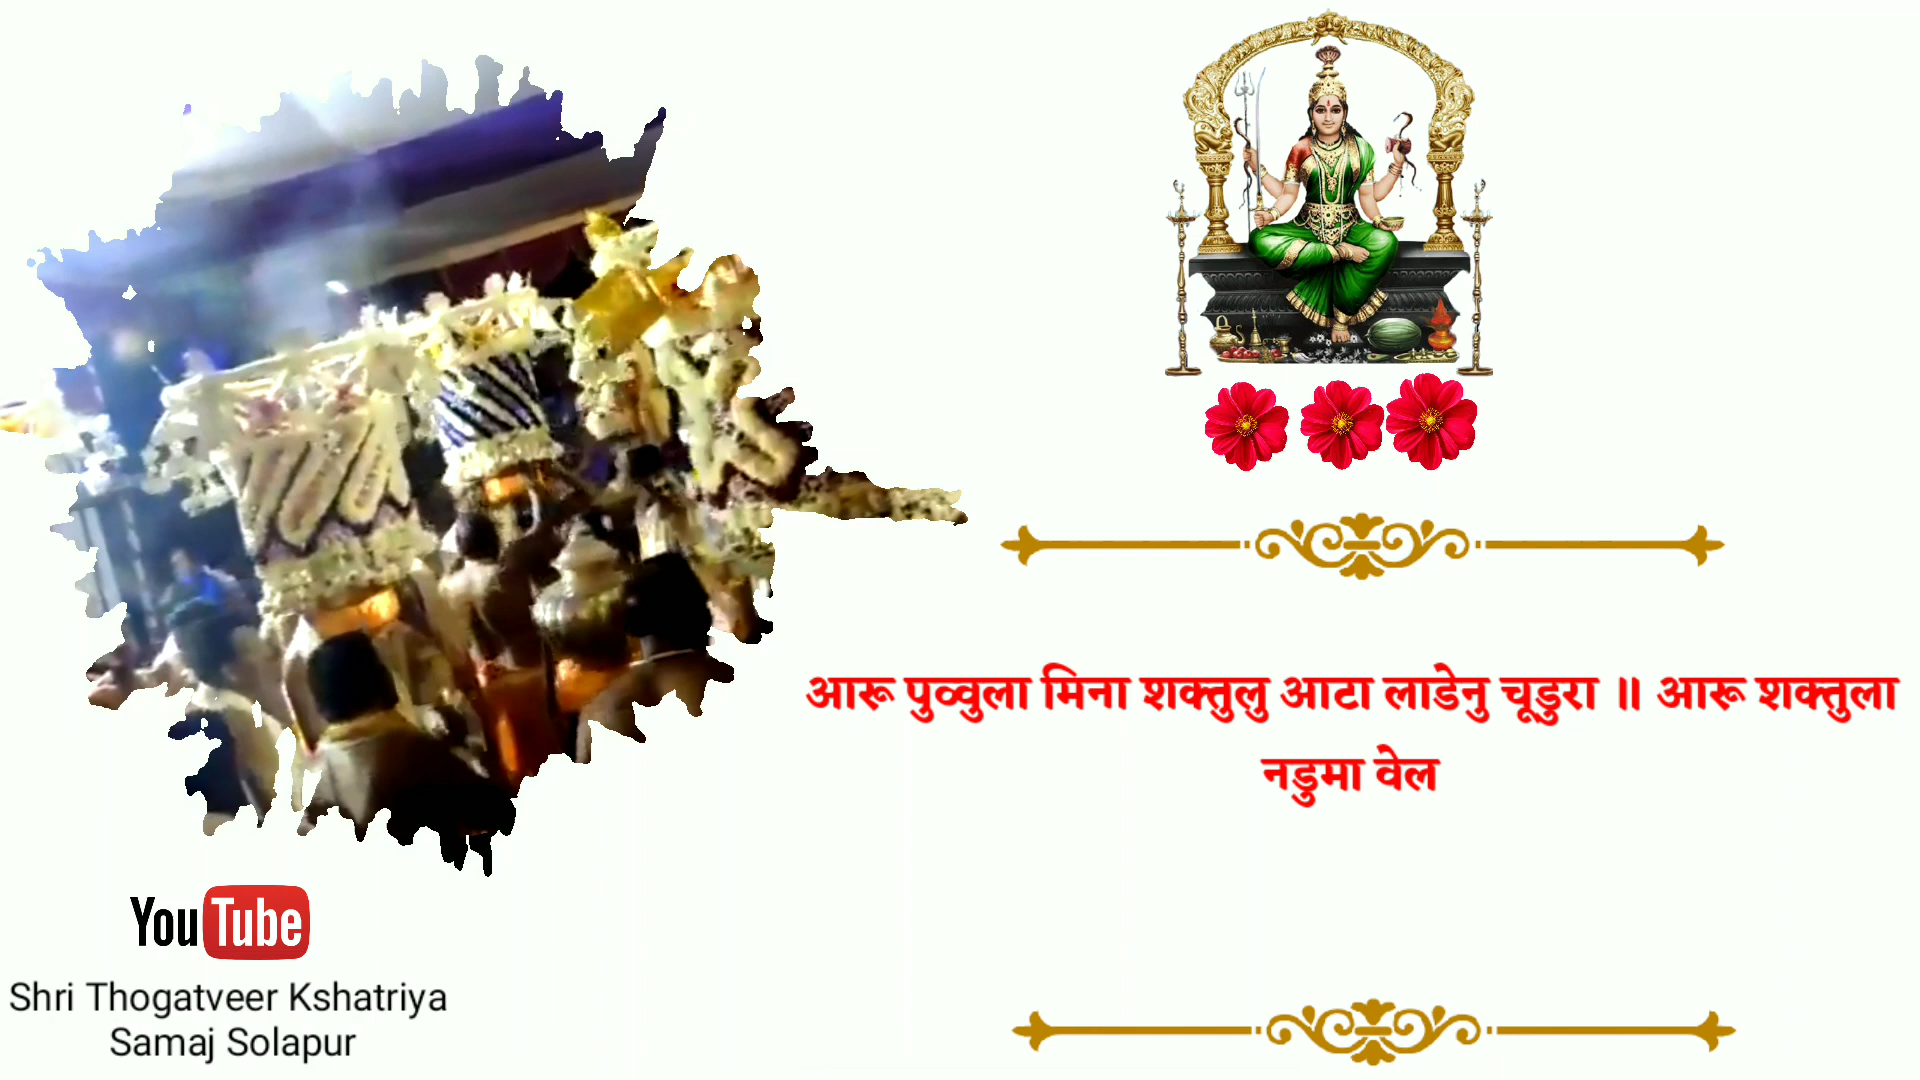 आरू पुव्वुला मिना शक्तुलु आटा लाडेनु चूडुरा ॥ आरू शक्तुला
नडुमा वेल
YouTube
Shri Thogatveer Kshatriya
Samaj Solapur